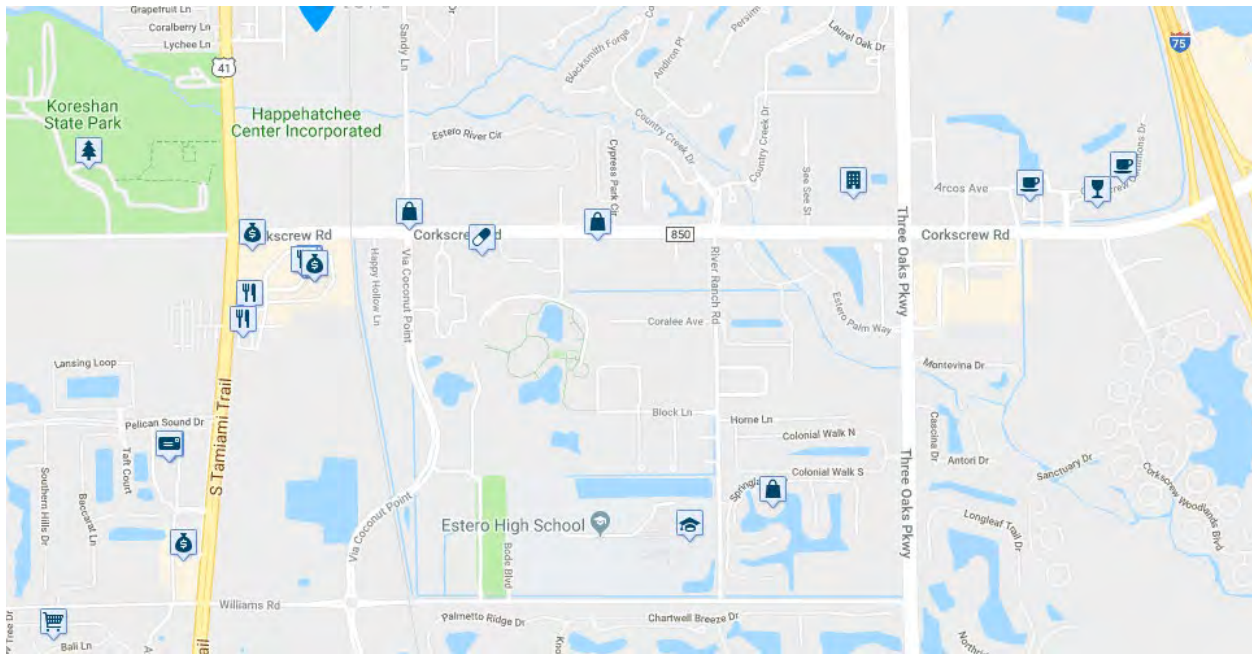 Grapefruit Ln
Coralberry Ln
Lychee Ln
41
Koreshan
State Park
Happehatchee
Center Incorporated
Sandy Ln
Blacksmith Forge
Andiron Pl
Laurel Oak Dr
75
Estero River Cir
Cypress Park Cir
Country Creek Dr
Country Creek Dr
See See St
Arcos Ave
Commons Dr
Corkscrew Rd
850
Corkscrew Rd
Three Oaks Pkwy
Happy Hollow Ln
Via Coconut Point
River Ranch Rd
Estero Palm Way
Coralee Ave
Lansing Loop
Montevina Dr
S Tamiami Trail
Pelican Sound Dr
Block Ln
Home Ln
Colonial Walk N
Cascina Dr
Antori Dr
Sanctuary Dr
Taft Court
Colonial Walk S
Three Oaks Pkwy
Corkscrew Woodlands Blvd
Southern Hills Dr
Baccarat Ln
Via Coconut Point
Estero High School
Longleaf Trail Dr
Bode Blvd
Williams Rd
Palmetto Ridge Dr
Chartwell Breeze Dr
Tree Dr
Bali Ln